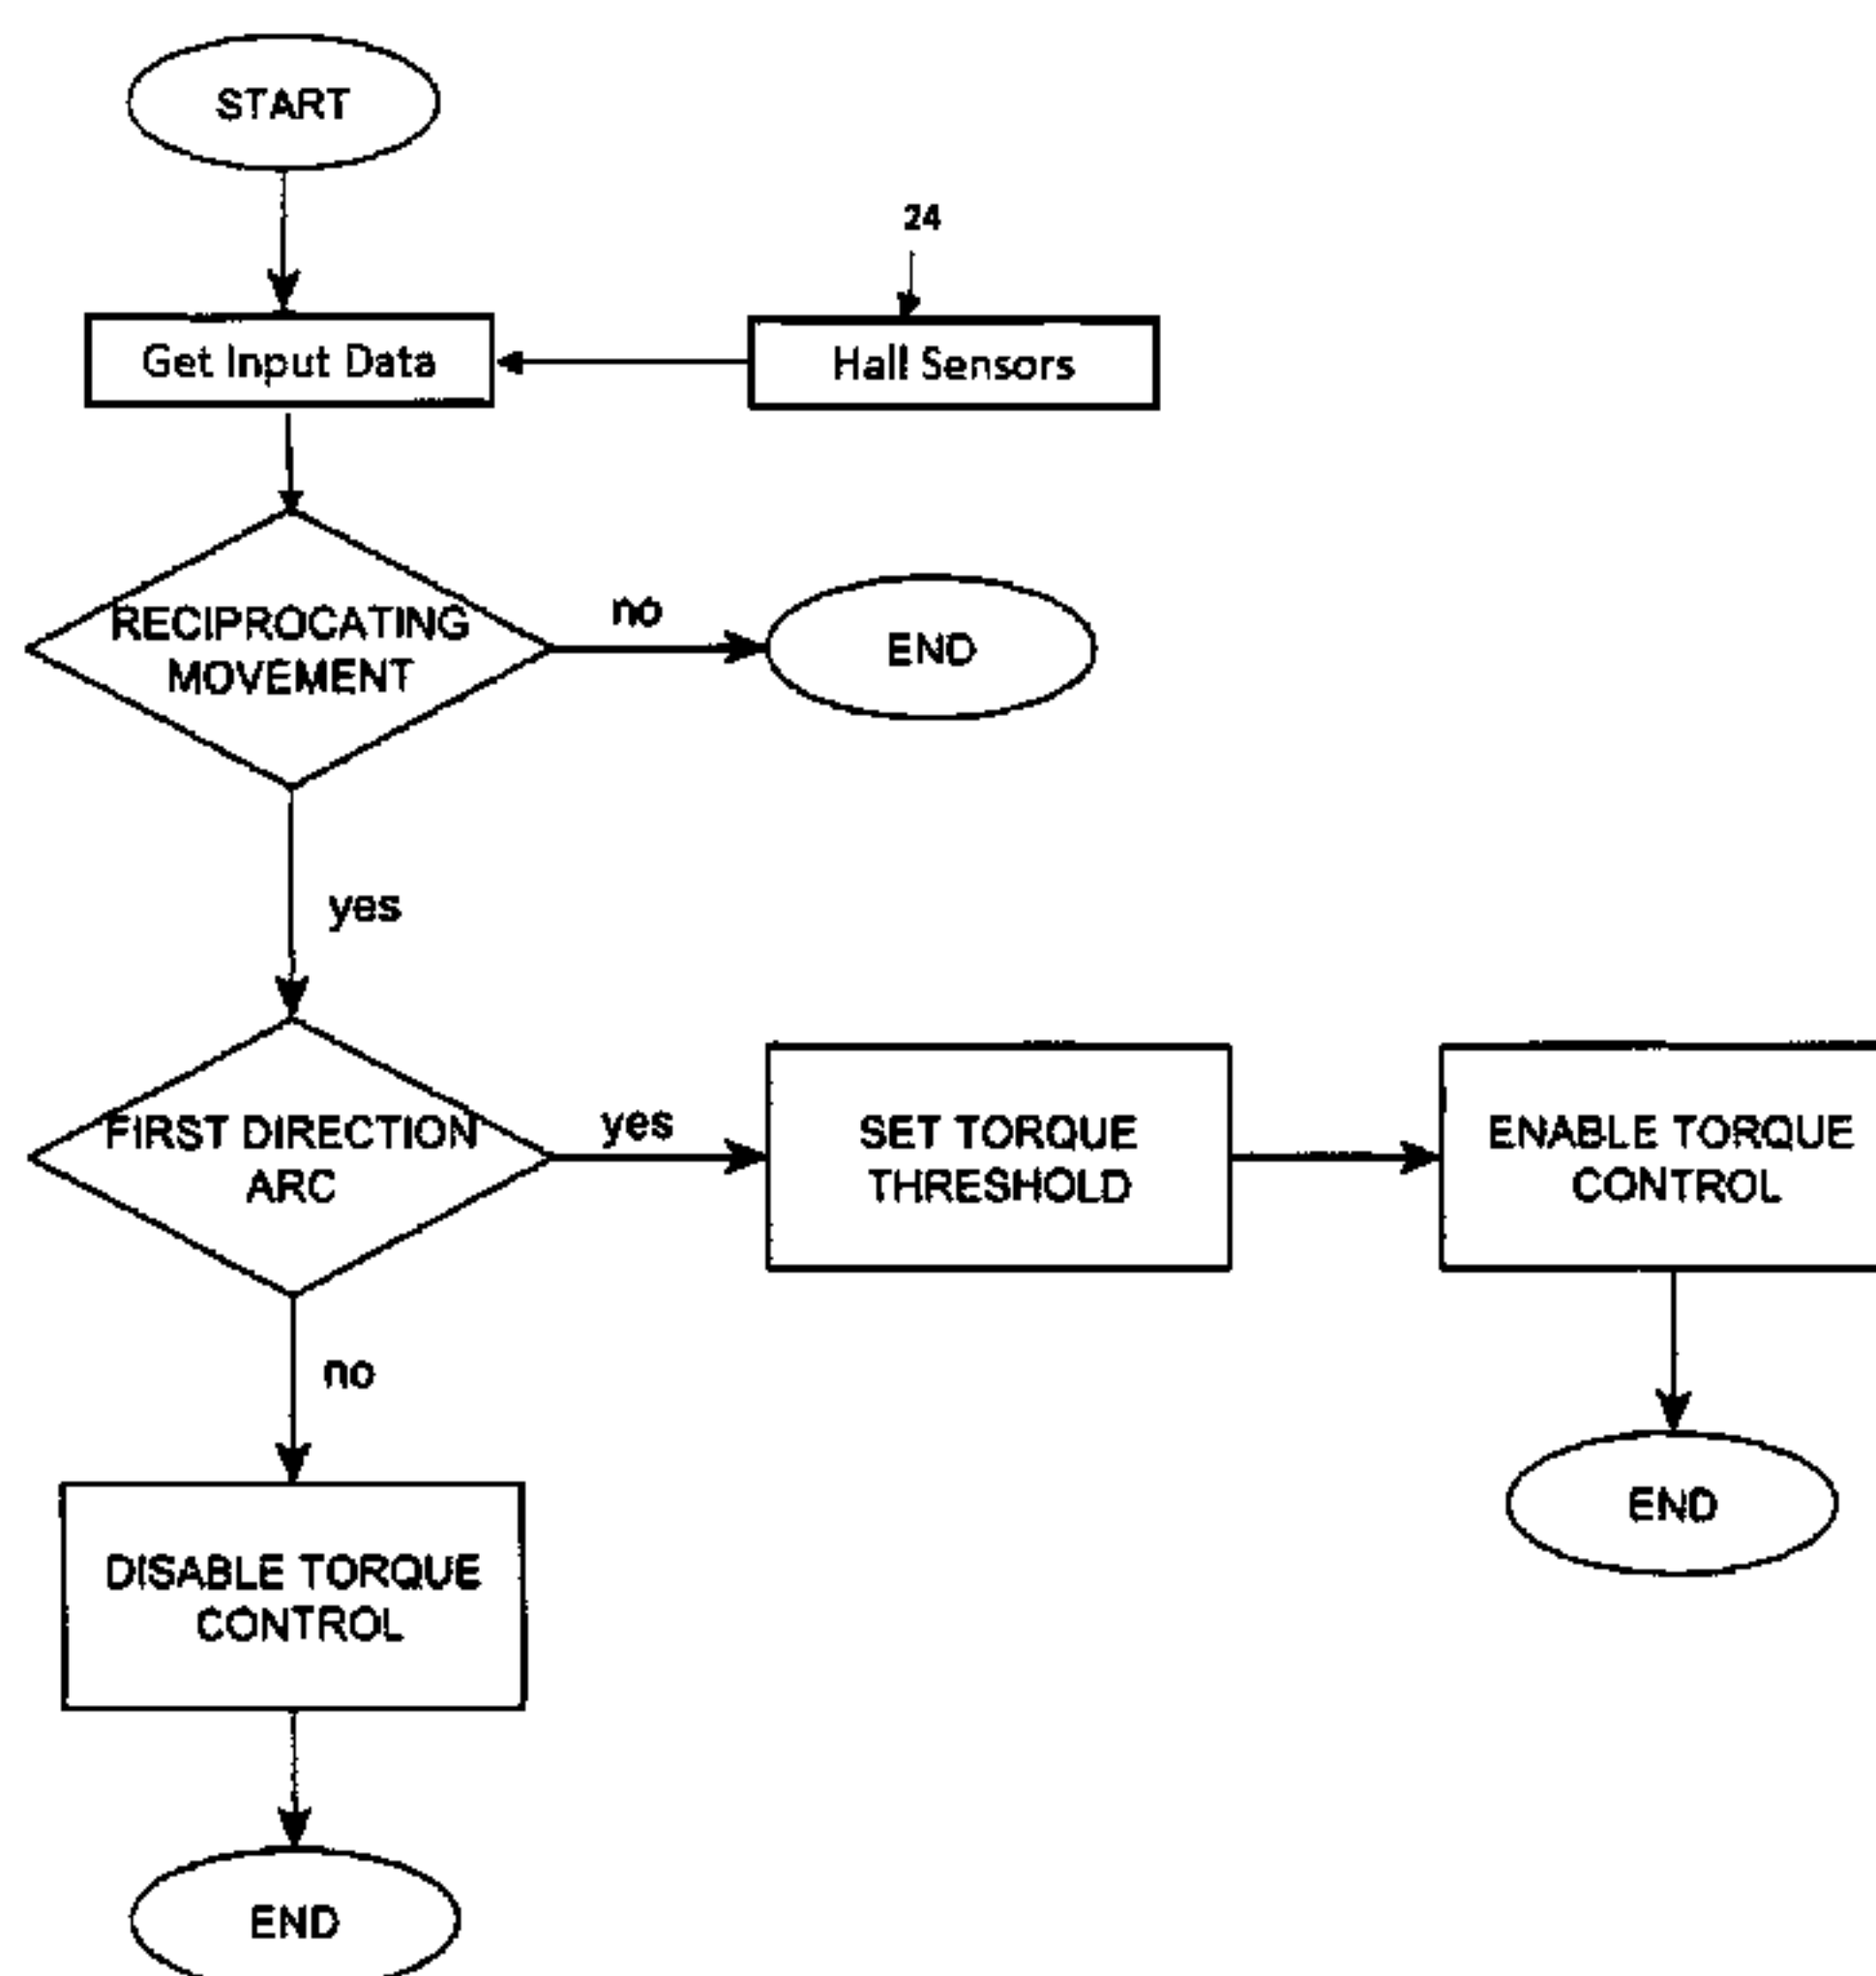 START
24
Get Input Data
Hall Sensors
RECIPROCATING
MOVEMENT
no
END
yes
FIRST DIRECTION
ARC
yes
SET TORQUE
THRESHOLD
ENABLE TORQUE
CONTROL
no
END
DISABLE TORQUE
CONTROL
END